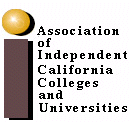 Association
of
Independent
California
Colleges
and
Universities